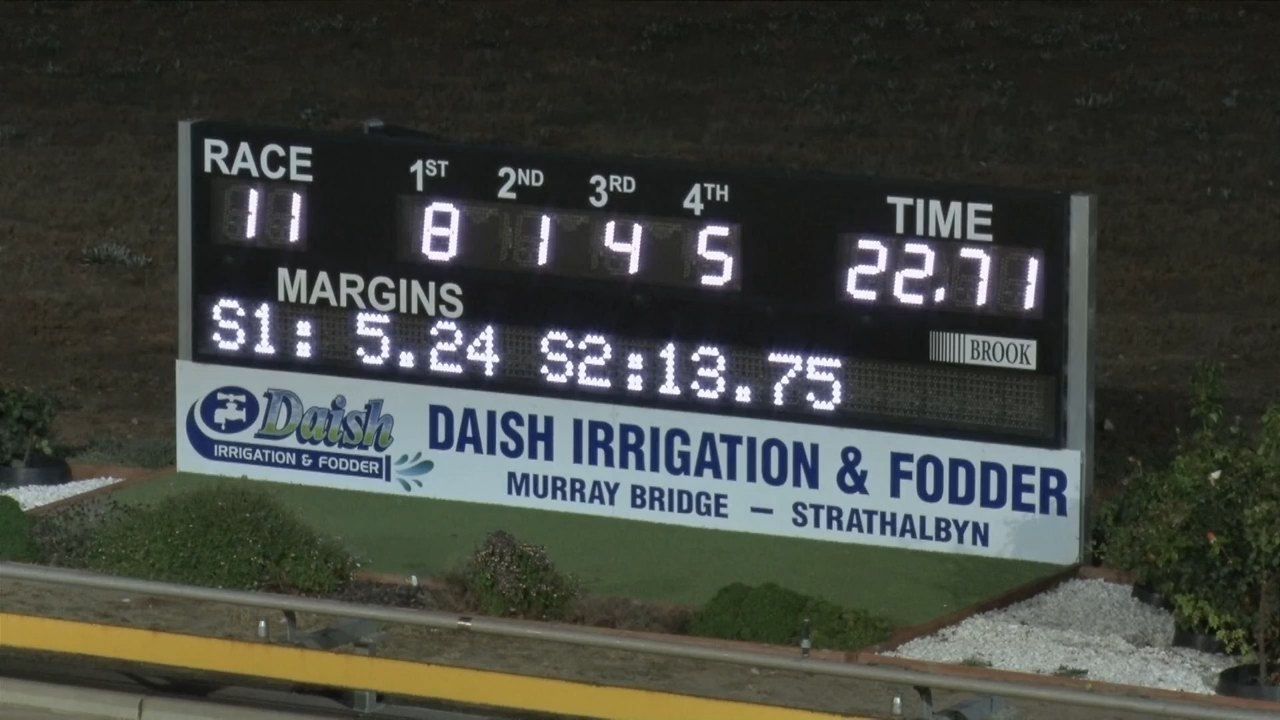 RACE 1ST 2ND 3RD 4TH TIME
11 8 1 4 5 22.71
MARGINS
S1: 5.24 S2:13.75
BROOK
Daish
IRRIGATION & FODDER
DAISH IRRIGATION & FODDER
MURRAY BRIDGE – STRATHALBYN